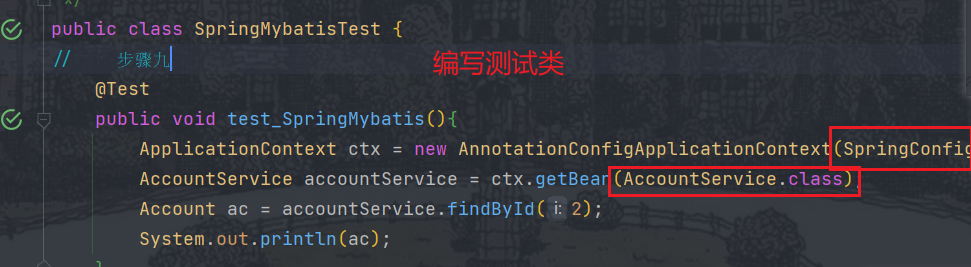 */
public class SpringMybatisTest {
// 步骤九
编写测试类
@Test
public void test_SpringMybatis(){
ApplicationContext ctx = new AnnotationConfigApplicationContext(SpringConfig
AccountService accountService = ctx.getBean(AccountService.class)
Account ac = accountService.findById( i: 2);
System.out.println(ac);
}